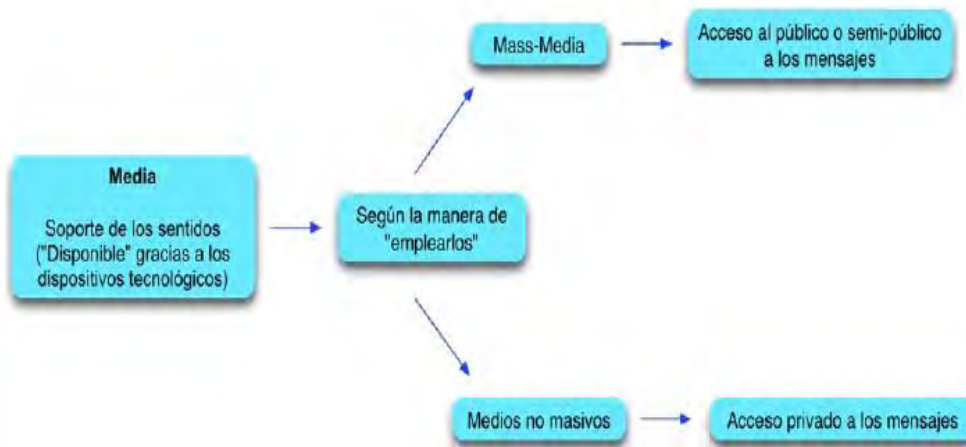 Mass-Media
Acceso al público o semi-público
a los mensajes
Media
Soporte de los sentidos
("Disponible" gracias a los
dispositivos tecnológicos)
Según la manera de
"emplearlos"
Medios no masivos
Acceso privado a los mensajes